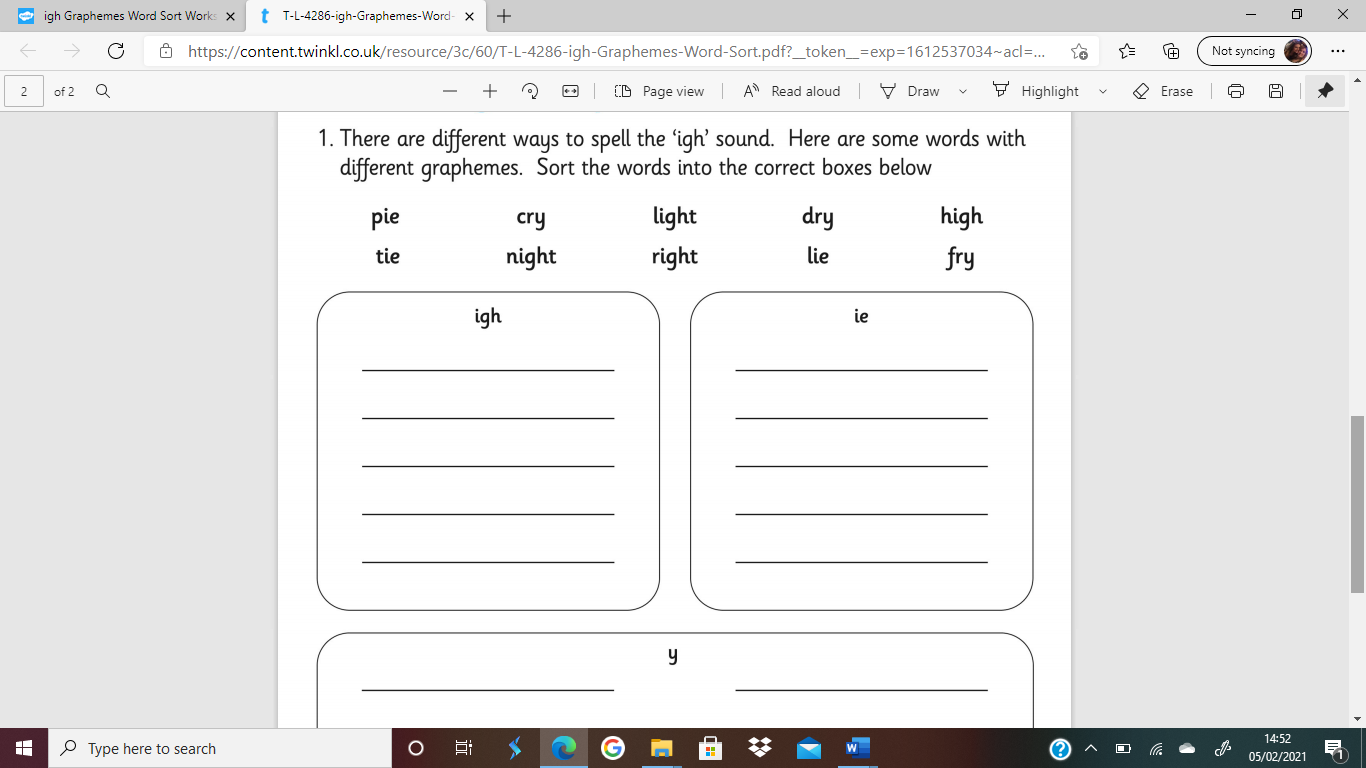 igh Graphemes Word Sort Works
T-L-4286-igh-Graphemes-Word-
https://content.twinkl.co.uk/resource/3c/60/T-L-4286-igh-Graphemes-Word-Sort.pdf?__token__=exp=1612537034~acl=...
Not syncing
2 of 2
Page view
Read aloud
Draw
Highlight
Erase
1. There are different ways to spell the ‘igh’ sound. Here are some words with
different graphemes. Sort the words into the correct boxes below
pie cry light dry high
tie night right lie fry
igh ie
y
Type here to search
14:52
05/02/2021
1